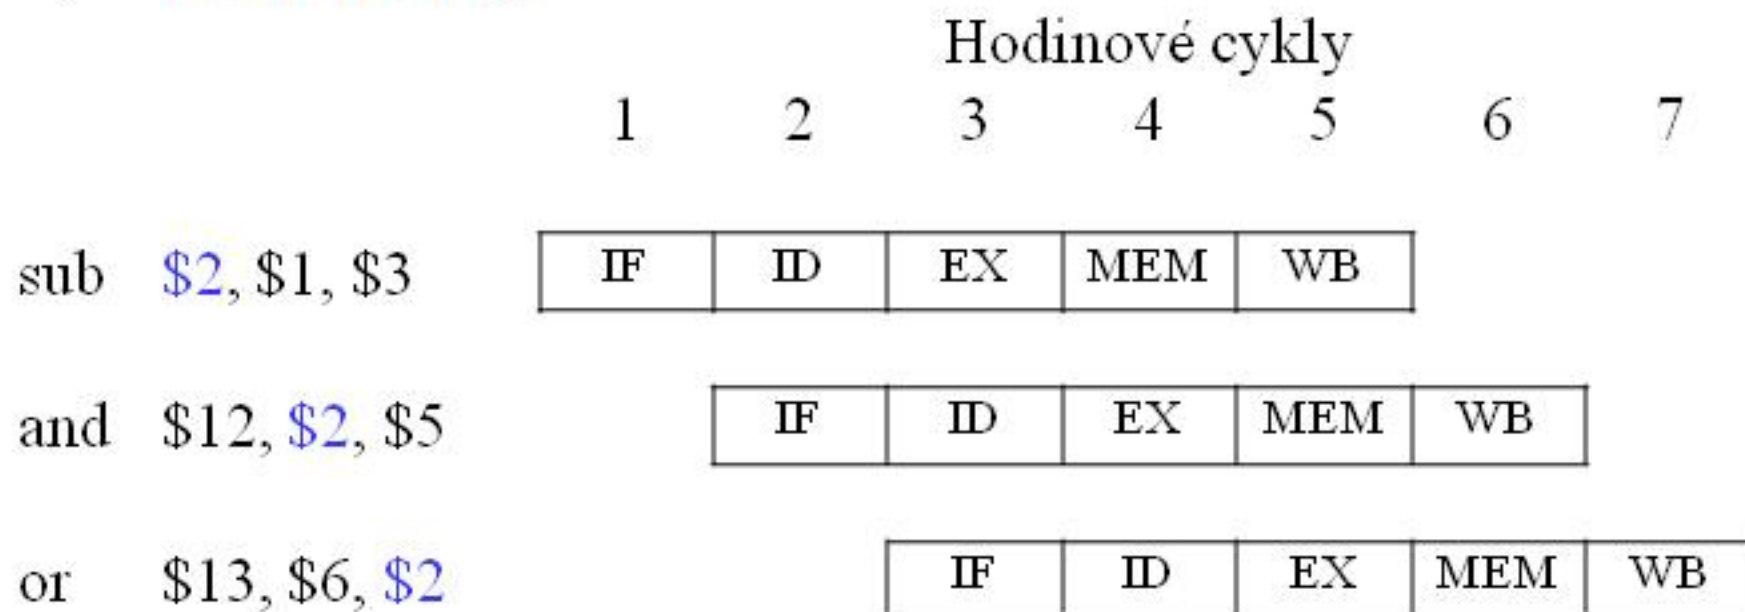 Hodinové cykly
1 2 3 4 5 6 7
sub $2, $1, $3 IF ID EX MEM WB
and $12, $2, $5 IF ID EX MEM WB
or $13, $6, $2 IF ID EX MEM WB